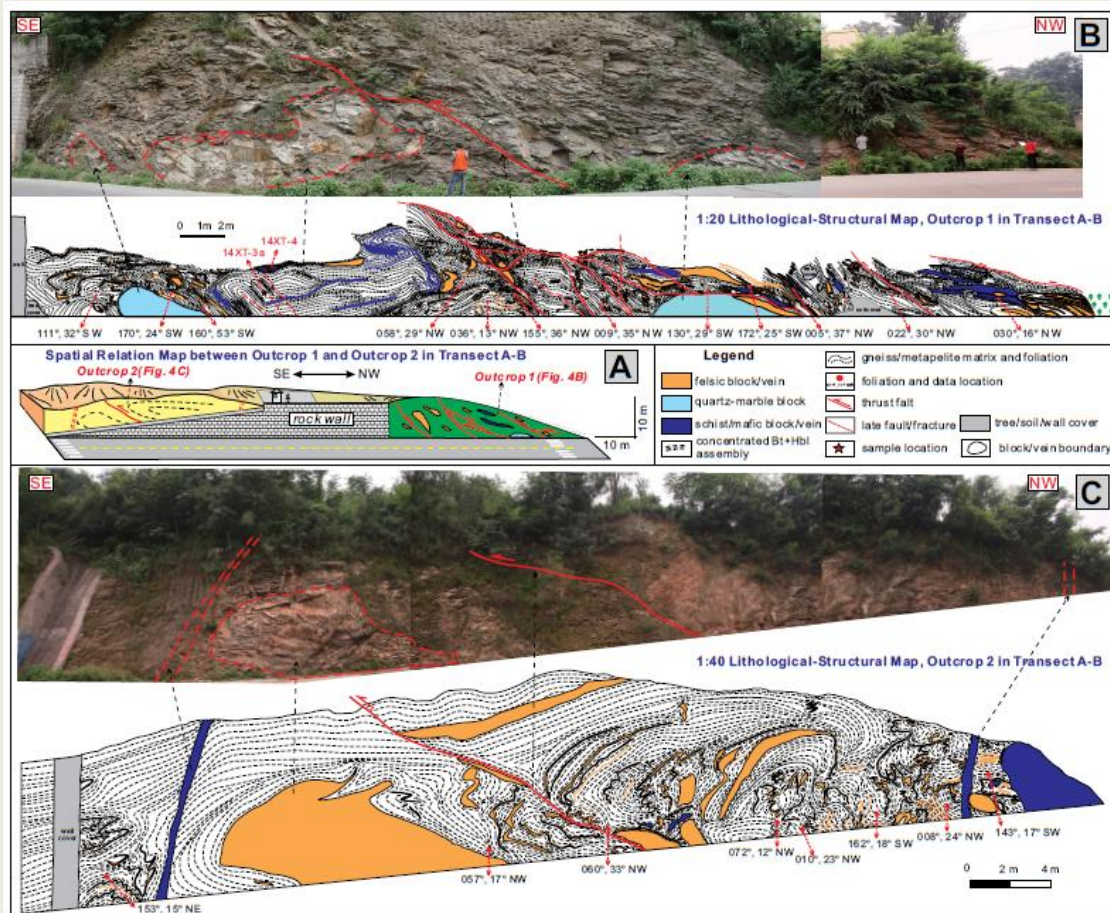 SE
NW
B
1:20 Lithological-Structural Map, Outcrop 1 in Transect A-B
0 1m 2m
14XT-4
14XT-3a
111°, 32° SW
170°, 24° SW
160°, 53° SW
058°, 29° NW
036°, 13° NW
155°, 36° NW
009°, 35° NW
130°, 29° SW
172°, 25° SW
005°, 37° NW
022°, 30° NW
030°, 16° NW
Spatial Relation Map between Outcrop 1 and Outcrop 2 in Transect A-B
A
Outcrop 2(Fig. 4C)
SE
NW
Outcrop 1(Fig. 4B)
rock wall
10 m
10 m
Legend
felsic block/vein
quartz-marble block
schist/mafic block/vein
concentrated Bt+Hbl
assembly
gneiss/metapelite matrix and foliation
foliation and data location
thrust falt
late fault/fracture
sample location
tree/soil/wall cover
block/vein boundary
SE
NW
C
1:40 Lithological-Structural Map, Outcrop 2 in Transect A-B
wall
cover
153°, 15° NE
057°, 17° NW
060°, 33° NW
072°, 12° NW
010°, 23° NW
162°, 18° SW
008°, 24° NW
143°, 17° SW
0 2 m 4 m